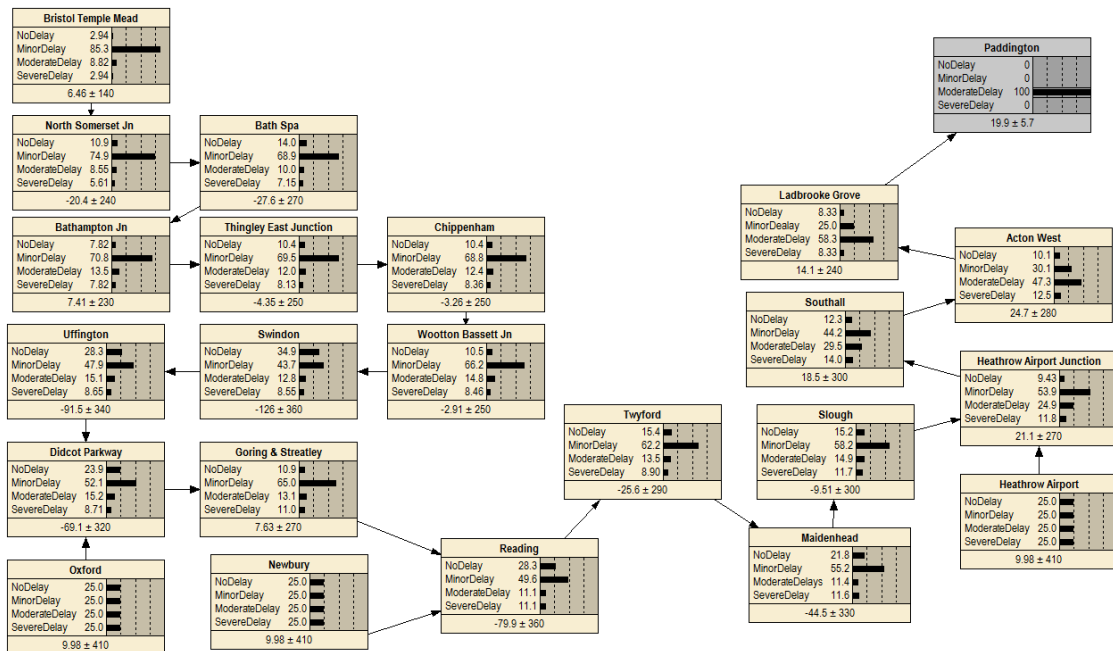 Bristol Temple Mead
NoDelay 2.94
MinorDelay 85.3
ModerateDelay 8.82
SevereDelay 2.94
6.46 ± 140
Paddington
NoDelay 0
MinorDelay 0
ModerateDelay 100
SevereDelay 0
19.9 ± 5.7
North Somerset Jn
NoDelay 10.9
MinorDelay 74.9
ModerateDelay 8.55
SevereDelay 5.61
-20.4 ± 240
Bath Spa
NoDelay 14.0
MinorDelay 68.9
ModerateDelay 10.0
SevereDelay 7.15
-27.6 ± 270
Ladbrooke Grove
NoDelay 8.33
MinorDelay 25.0
ModerateDelay 58.3
SevereDelay 8.33
14.1 ± 240
Bathampton Jn
NoDelay 7.82
MinorDelay 70.8
ModerateDelay 13.5
SevereDelay 7.82
7.41 ± 230
Thingley East Junction
NoDelay 10.4
MinorDelay 69.5
ModerateDelay 12.0
SevereDelay 8.13
-4.35 ± 250
Chippenham
NoDelay 10.4
MinorDelay 68.8
ModerateDelay 12.4
SevereDelay 8.36
-3.26 ± 250
Acton West
NoDelay 10.1
MinorDelay 30.1
ModerateDelay 47.3
SevereDelay 12.5
24.7 ± 280
Southall
NoDelay 12.3
MinorDelay 44.2
ModerateDelay 29.5
SevereDelay 14.0
18.5 ± 300
Uffington
NoDelay 28.3
MinorDelay 47.9
ModerateDelay 15.1
SevereDelay 8.65
-91.5 ± 340
Swindon
NoDelay 34.9
MinorDelay 43.7
ModerateDelay 12.8
SevereDelay 8.55
-126 ± 360
Wootton Bassett Jn
NoDelay 10.5
MinorDelay 66.2
ModerateDelay 14.8
SevereDelay 8.46
-2.91 ± 250
Heathrow Airport Junction
NoDelay 9.43
MinorDelay 53.9
ModerateDelay 24.9
SevereDelay 11.8
21.1 ± 270
Twyford
NoDelay 15.4
MinorDelay 62.2
ModerateDelay 13.5
SevereDelay 8.90
-25.6 ± 290
Slough
NoDelay 15.2
MinorDelay 58.2
ModerateDelay 14.9
SevereDelay 11.7
-9.51 ± 300
Didcot Parkway
NoDelay 23.9
MinorDelay 52.1
ModerateDelay 15.2
SevereDelay 8.71
-69.1 ± 320
Goring & Streatley
NoDelay 10.9
MinorDelay 65.0
ModerateDelay 13.1
SevereDelay 11.0
7.63 ± 270
Heathrow Airport
NoDelay 25.0
MinorDelay 25.0
ModerateDelay 25.0
SevereDelay 25.0
9.98 ± 410
Reading
NoDelay 28.3
MinorDelay 49.6
ModerateDelay 11.1
SevereDelay 11.1
-79.9 ± 360
Maidenhead
NoDelay 21.8
MinorDelay 55.2
ModerateDelays 11.4
SevereDelay 11.6
-44.5 ± 330
Oxford
NoDelay 25.0
MinorDelay 25.0
ModerateDelay 25.0
SevereDelay 25.0
9.98 ± 410
Newbury
NoDelay 25.0
MinorDelay 25.0
ModerateDelay 25.0
SevereDelay 25.0
9.98 ± 410